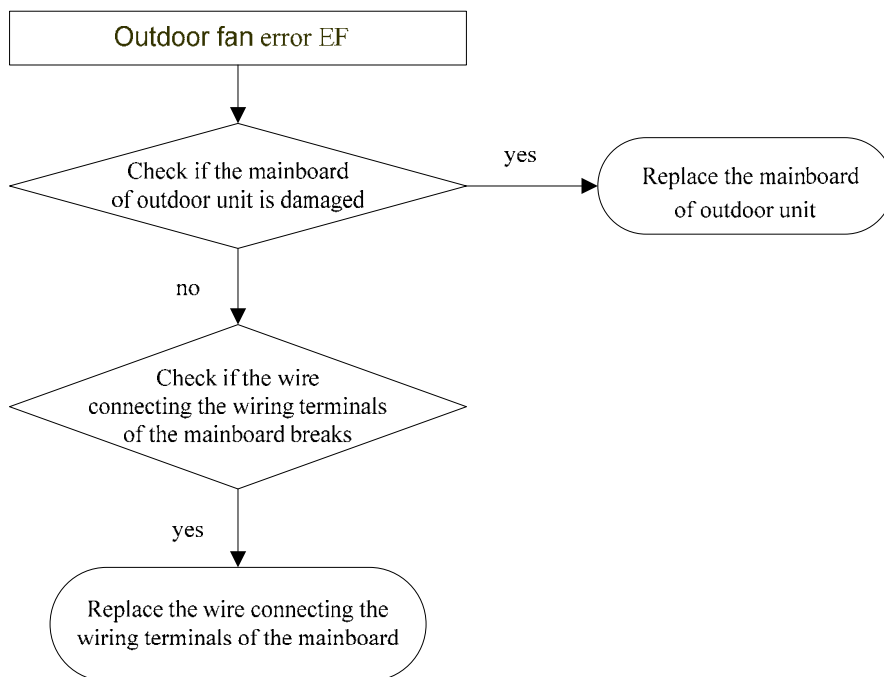 Outdoor fan error EF
Check if the mainboard
of outdoor unit is damaged
yes
Replace the mainboard
of outdoor unit
no
Check if the wire
connecting the wiring terminals
of the mainboard breaks
yes
Replace the wire connecting the
wiring terminals of the mainboard